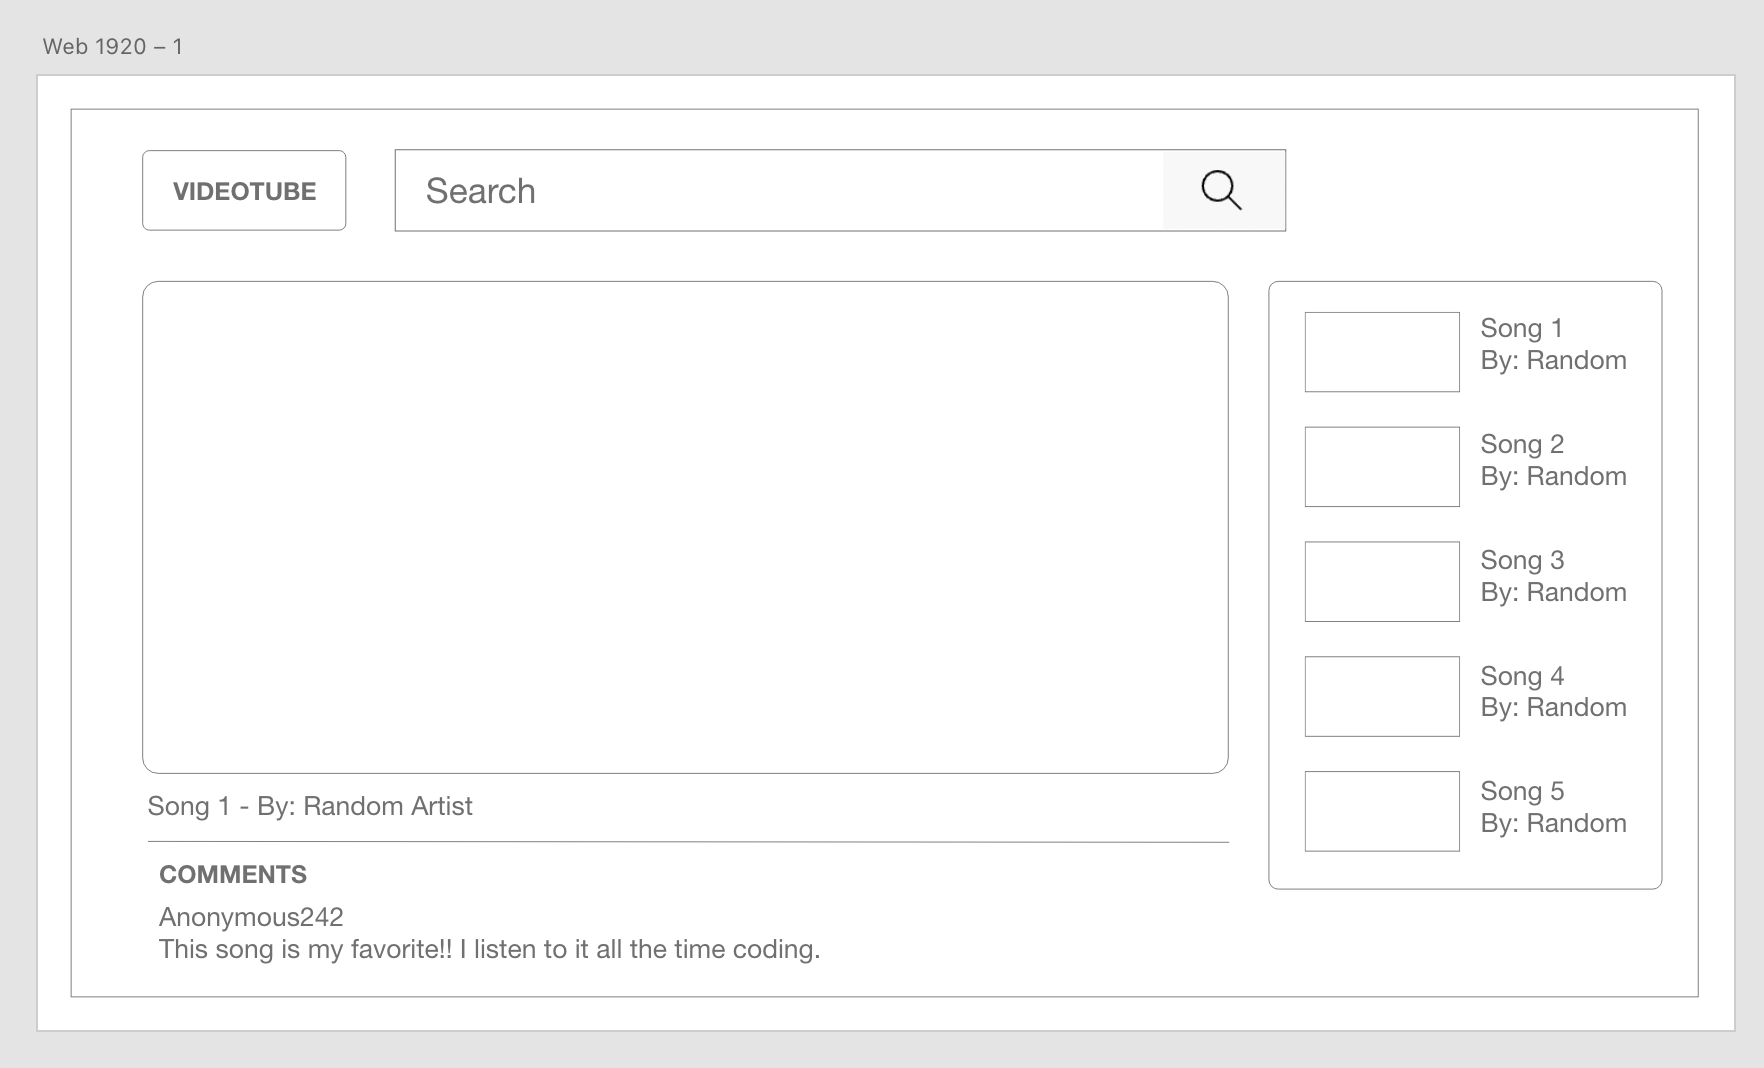 Web 1920 – 1
VIDEOTUBE
Search
Song 1 - By: Random Artist
COMMENTS
Anonymous242
This song is my favorite!! I listen to it all the time coding.
Song 1
By: Random
Song 2
By: Random
Song 3
By: Random
Song 4
By: Random
Song 5
By: Random